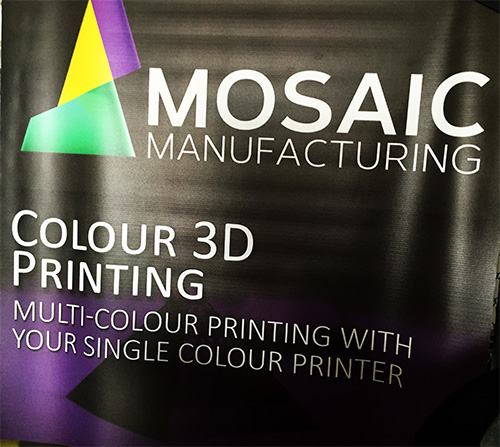 MOSAIC
MANUFACTURING
COLOUR 3D
PRINTING
MULTI-COLOUR PRINTING WITH
YOUR SINGLE COLOUR PRINTER